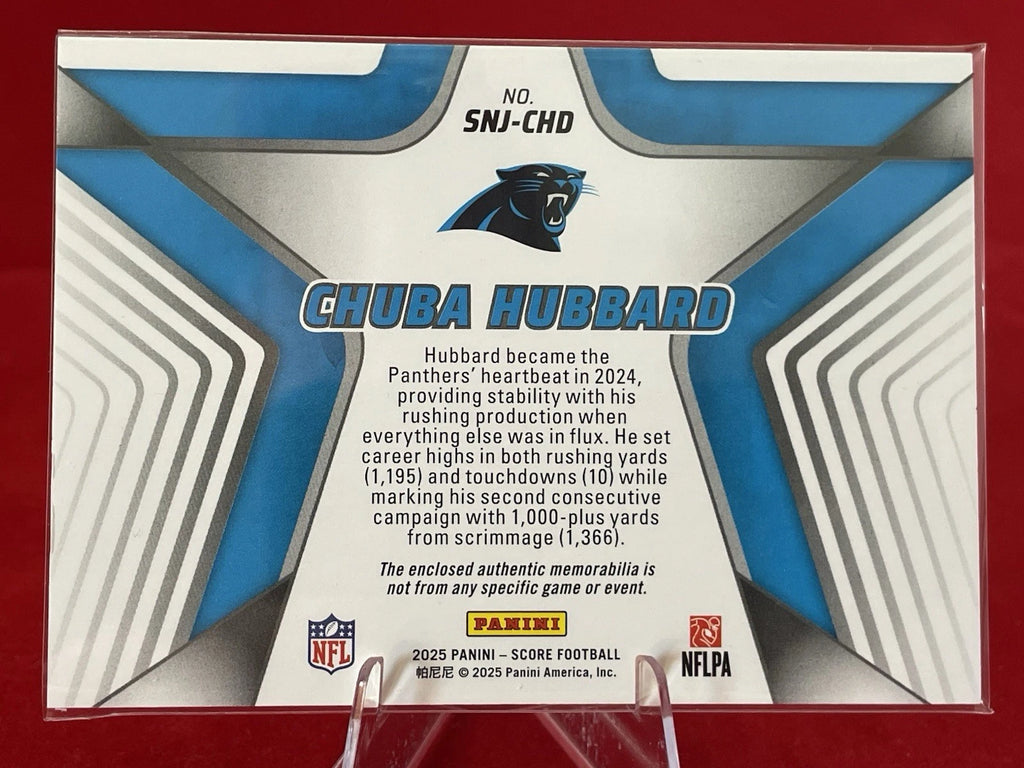 NO.
SNJ-CHD
CHUBA HUBBARD
Hubbard became the
Panthers' heartbeat in 2024,
providing stability with his
rushing production when
everything else was in flux. He set
career highs in both rushing yards
(1,195) and touchdowns (10) while
marking his second consecutive
campaign with 1,000-plus yards
from scrimmage (1,366).
The enclosed authentic memorabilia is
not from any specific game or event.
NFL
PANINI
2025 PANINI – SCORE FOOTBALL
帕尼尼 © 2025 Panini America, Inc.
NFLPA